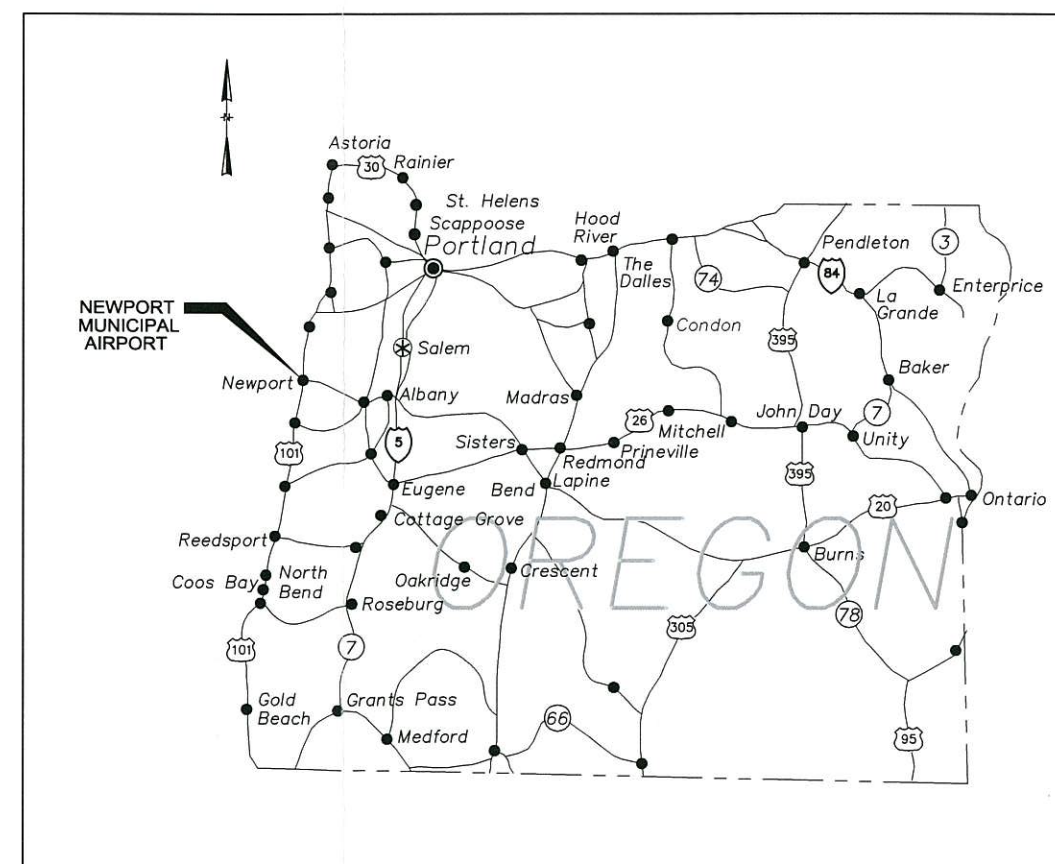 Astoria
30
Rainier
St. Helens
Scappoose
Portland
Hood
River
The
Dalles
74
Pendleton
84
3
La
Grande
Enterprice
NEWPORT
MUNICIPAL
AIRPORT
Salem
Condon
395
Newport
Albany
Madras
Baker
7
26
Mitchell
John Day
Unity
5
101
Sisters
Redmond
Prineville
395
Eugene
Bend
Lapine
20
Ontario
Cottage Grove
OREGON
Reedsport
Burns
Coos Bay
North
Bend
Oakridge
Crescent
Roseburg
305
78
101
7
Gold
Beach
Grants Pass
66
Medford
95